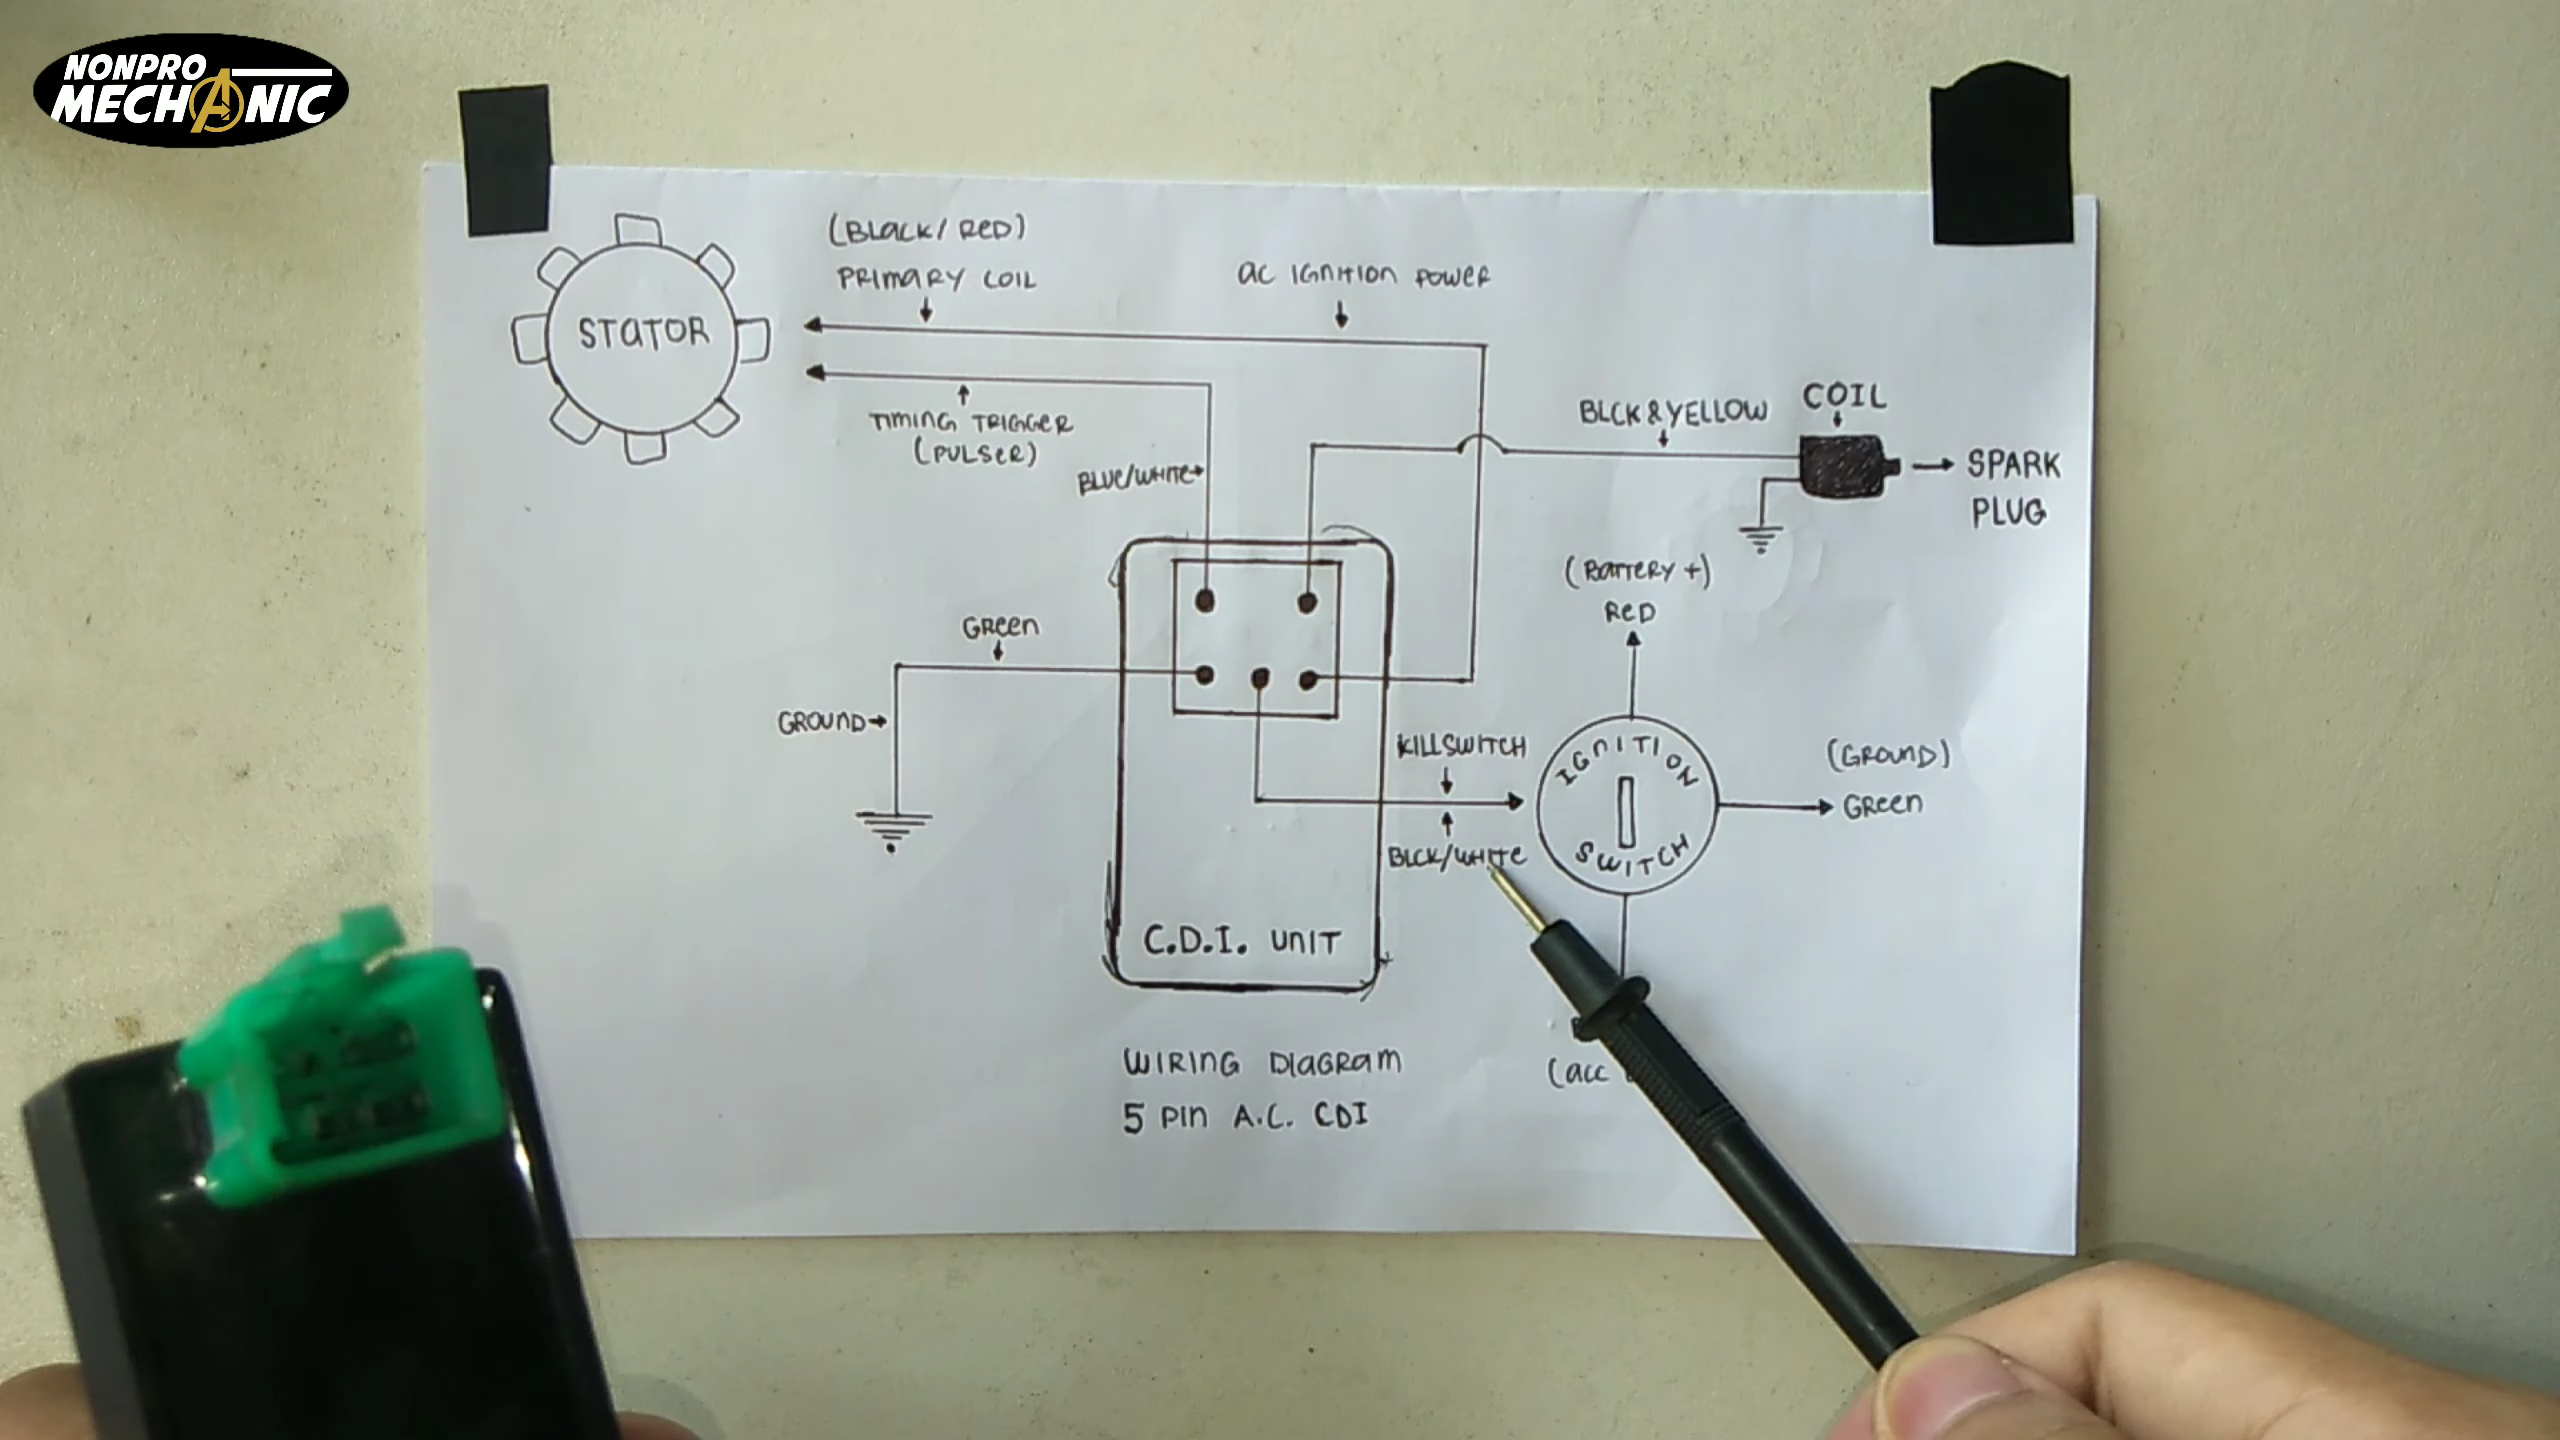 NONPRO
MECHANIC
(BLACK/RED)
PRIMARY COIL
AC IGNITION POWER
STATOR
TIMING TRIGGER
(PULSER)
BLUE/WHITE
BLCK & YELLOW
COIL
SPARK
PLUG
(BATTERY +)
RED
GREEN
GROUND
KILLSWITCH
BLCK/WHITE
IGNITION
SWITCH
(GROUND)
GREEN
C.D.I. UNIT
(ACC
WIRING DIAGRAM
5 PIN A.C. CDI